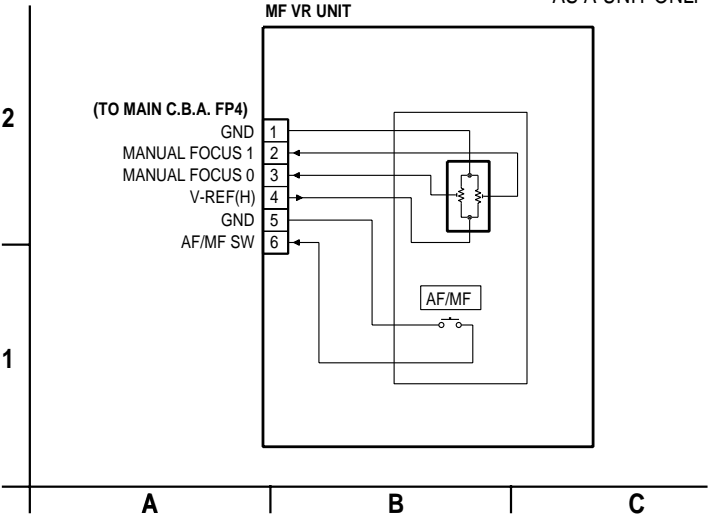 MF VR UNIT
2
(TO MAIN C.B.A. FP4)
GND 1
MANUAL FOCUS 1 2
MANUAL FOCUS 0 3
V-REF(H) 4
GND 5
AF/MF SW 6
AF/MF
1
A B C